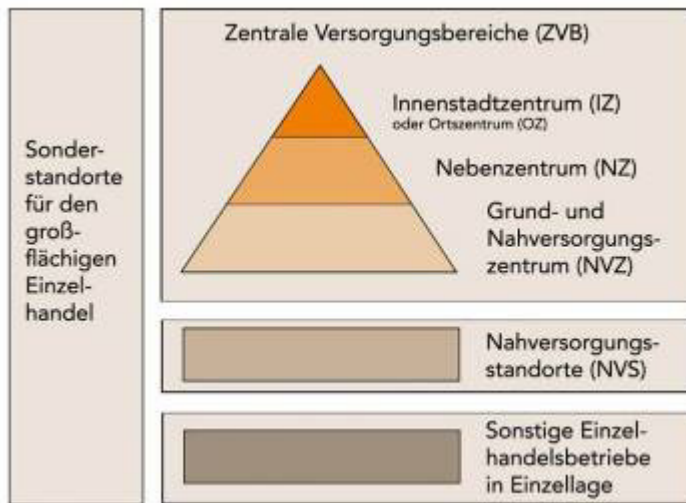 Sonder-
standorte
für den
groß-
flächigen
Einzel-
handel
Zentrale Versorgungsbereiche (ZVB)
Innenstadtzentrum (IZ)
oder Ortszentrum (OZ)
Nebenzentrum (NZ)
Grund- und
Nahversorgungs-
zentrum (NVZ)
Nahversorgungs-
standorte (NVS)
Sonstige Einzel-
handelsbetriebe
in Einzellage